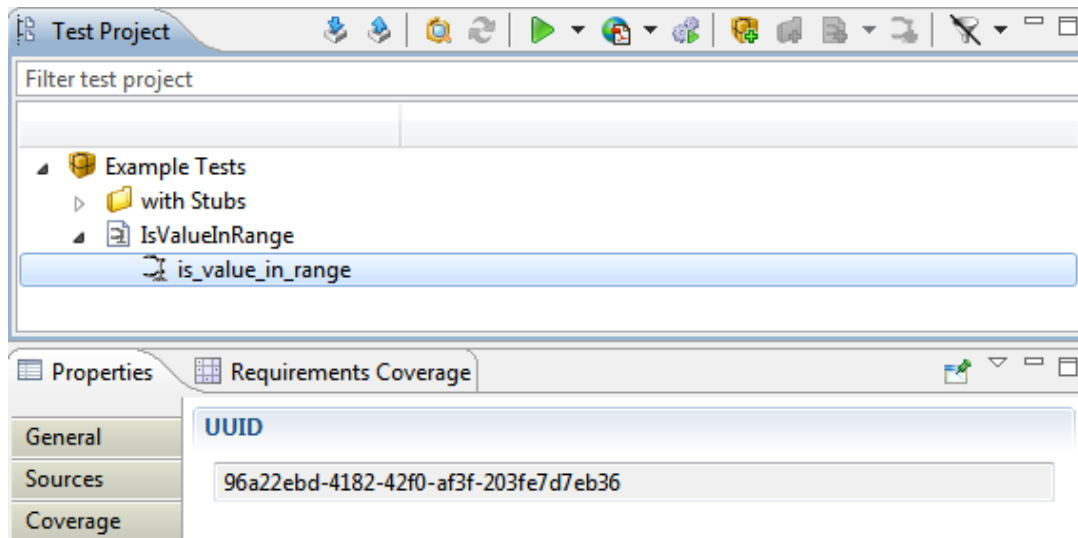 Test Project
Filter test project
Example Tests
with Stubs
IsValueInRange
is_value_in_range
Properties
Requirements Coverage
General
UUID
Sources
96a22ebd-4182-42f0-af3f-203fe7d7eb36
Coverage